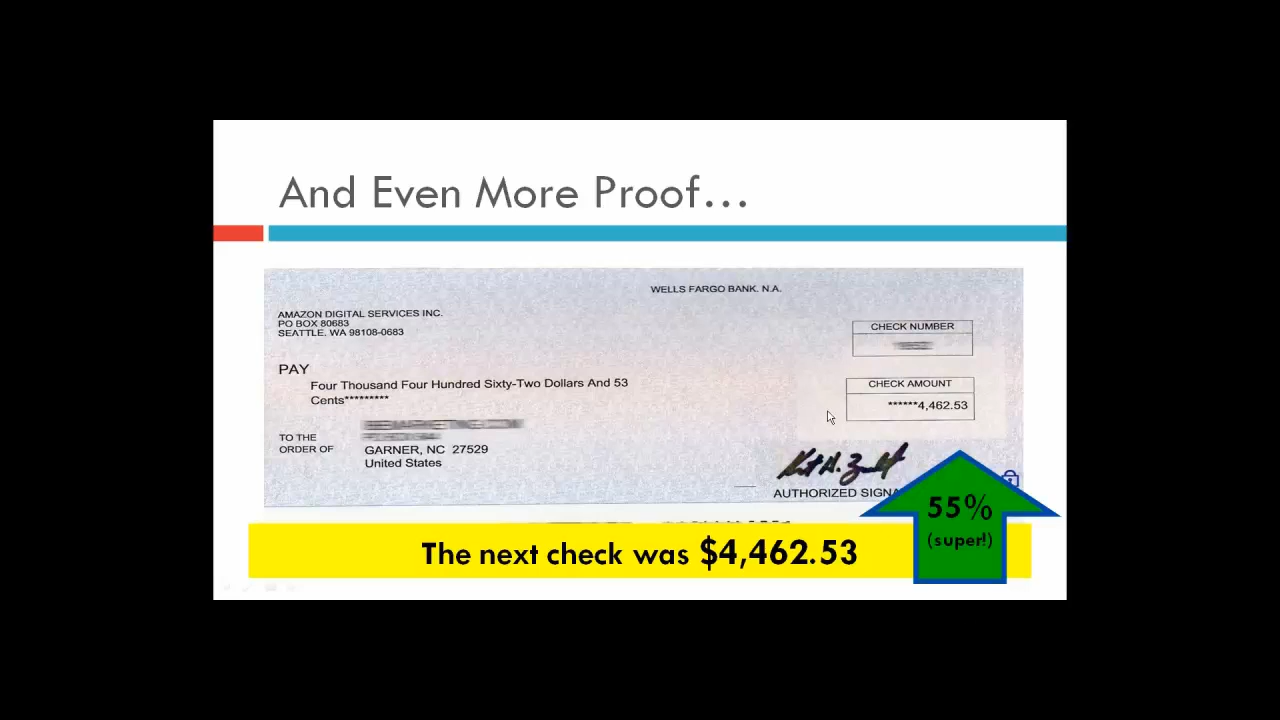 And Even More Proof...
WELLS FARGO BANK. N.A.
AMAZON DIGITAL SERVICES INC.
PO BOX 80683
SEATTLE, WA 98108-0683
CHECK NUMBER
PAY
Four Thousand Four Hundred Sixty-Two Dollars And 53
Cents*********
CHECK AMOUNT
******4,462.53
TO THE
ORDER OF
GARNER, NC 27529
United States
AUTHORIZED SIGNA
55%
(super!)
The next check was $4,462.53